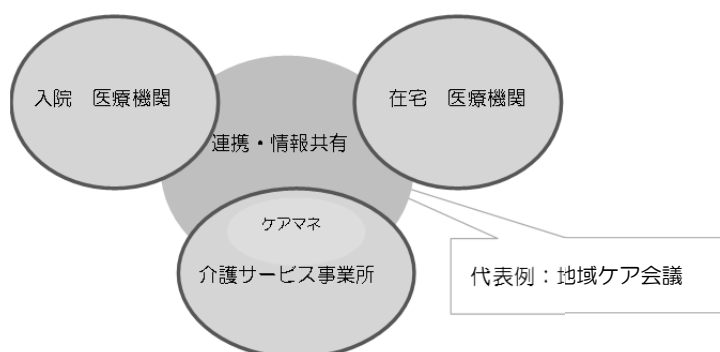 入院　医療機関
在宅　医療機関
連携・情報共有
ケアマネ
介護サービス事業所
代表例：地域ケア会議